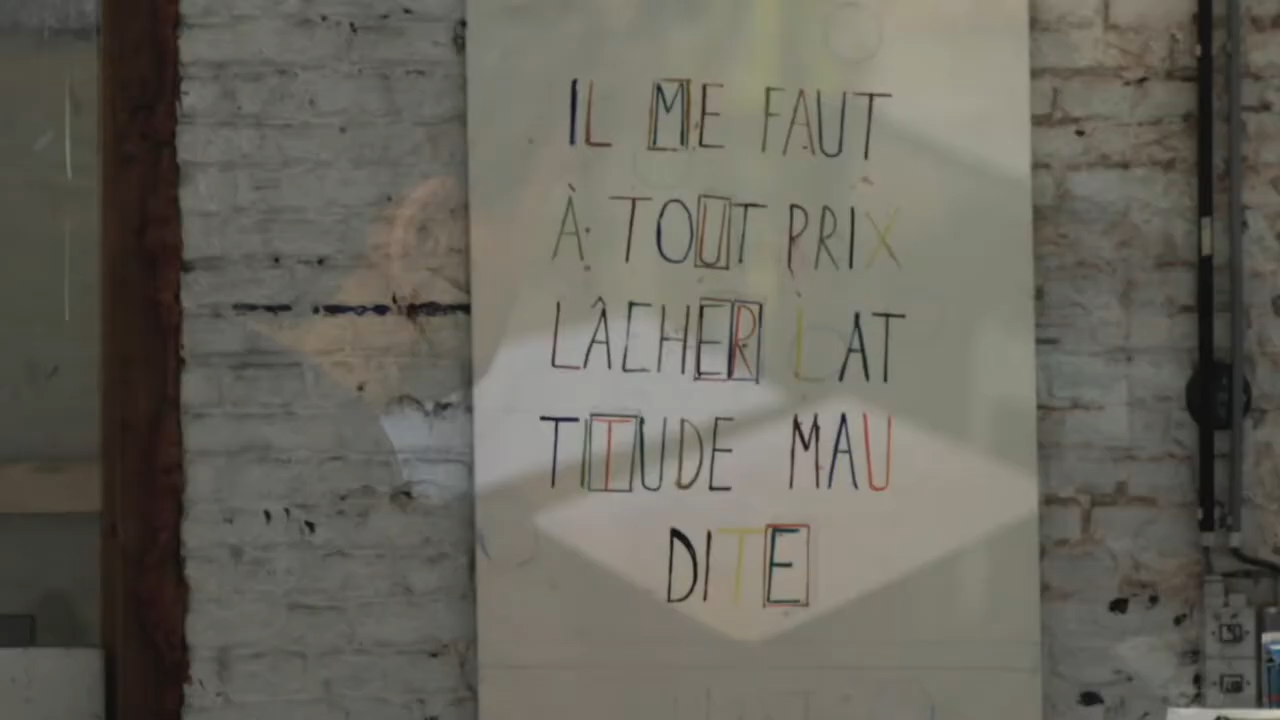 IL ME FAUT
À TOUT PRIX
LÂCHER L AT
TITUDE MAU
DITE